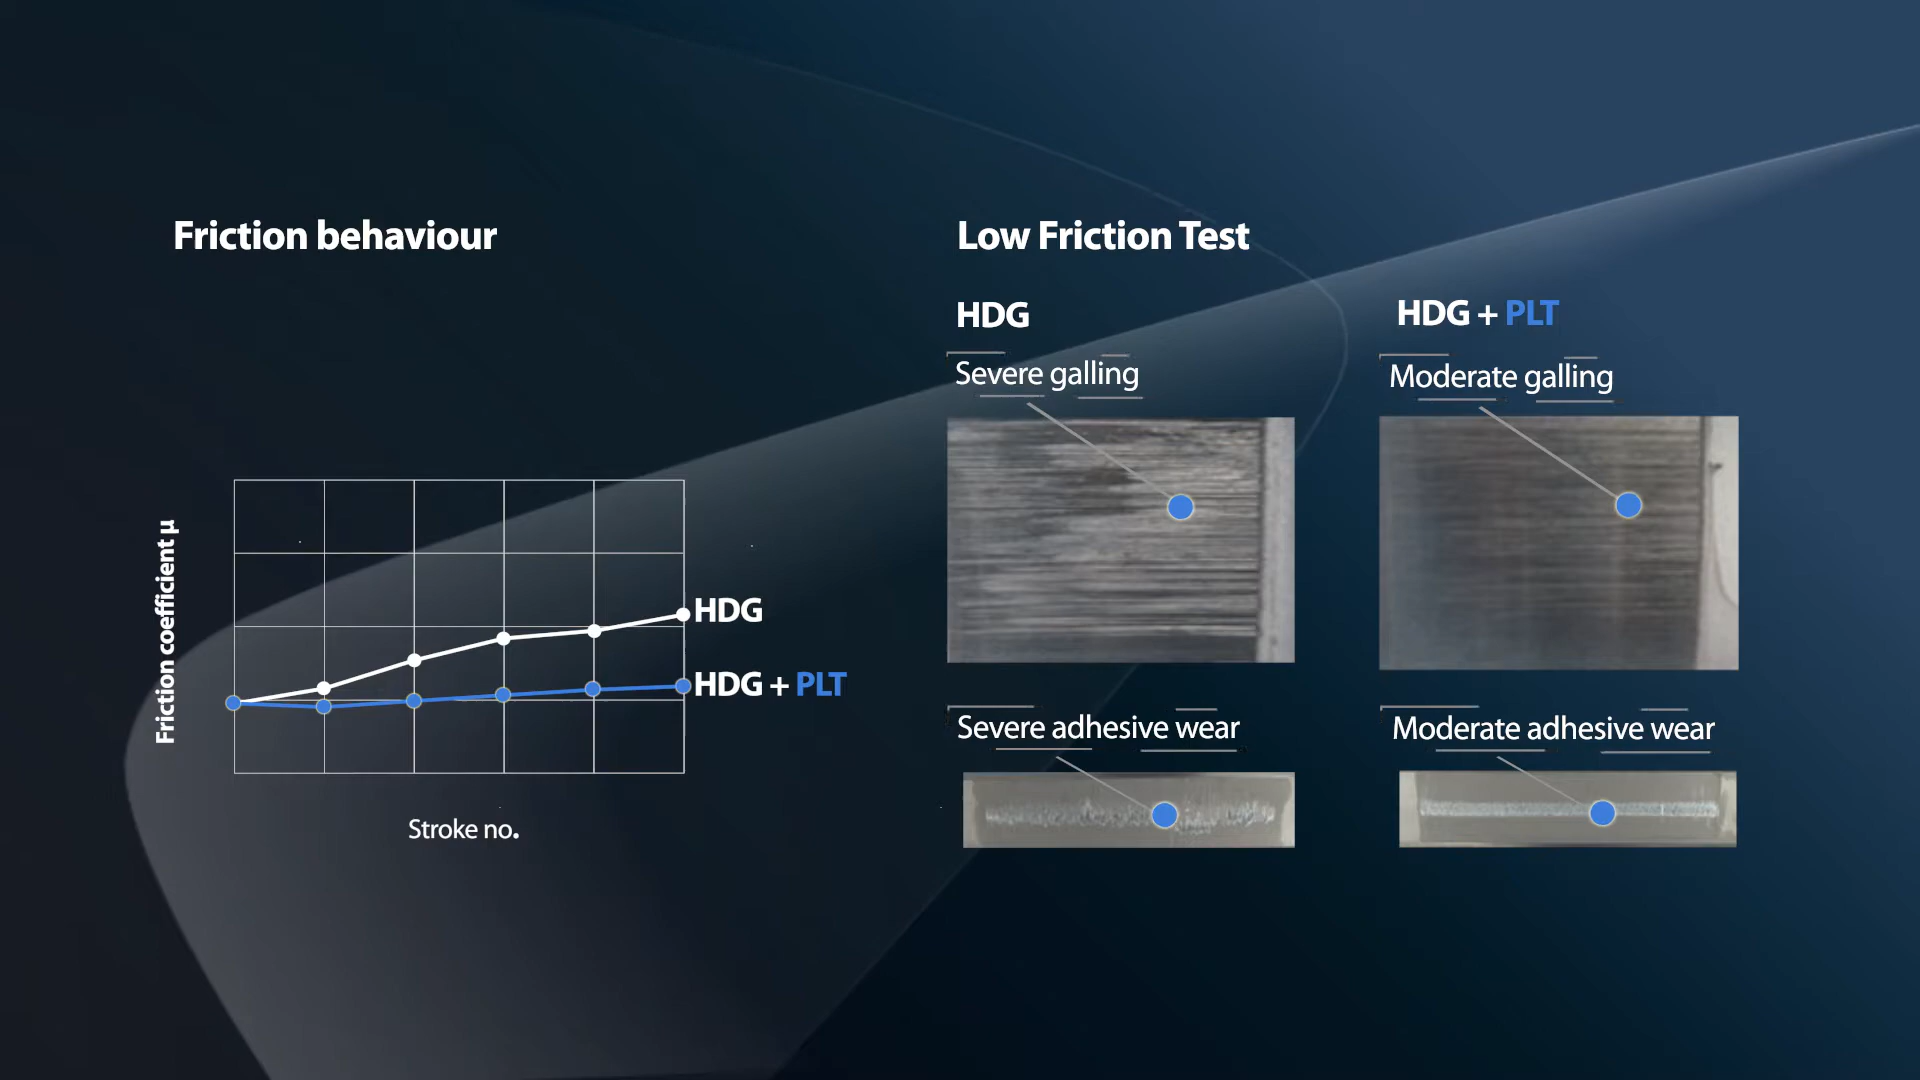 Friction behaviour
Friction coefficient µ
HDG
HDG + PLT
Stroke no.
Low Friction Test
HDG
Severe galling
Severe adhesive wear
HDG + PLT
Moderate galling
Moderate adhesive wear